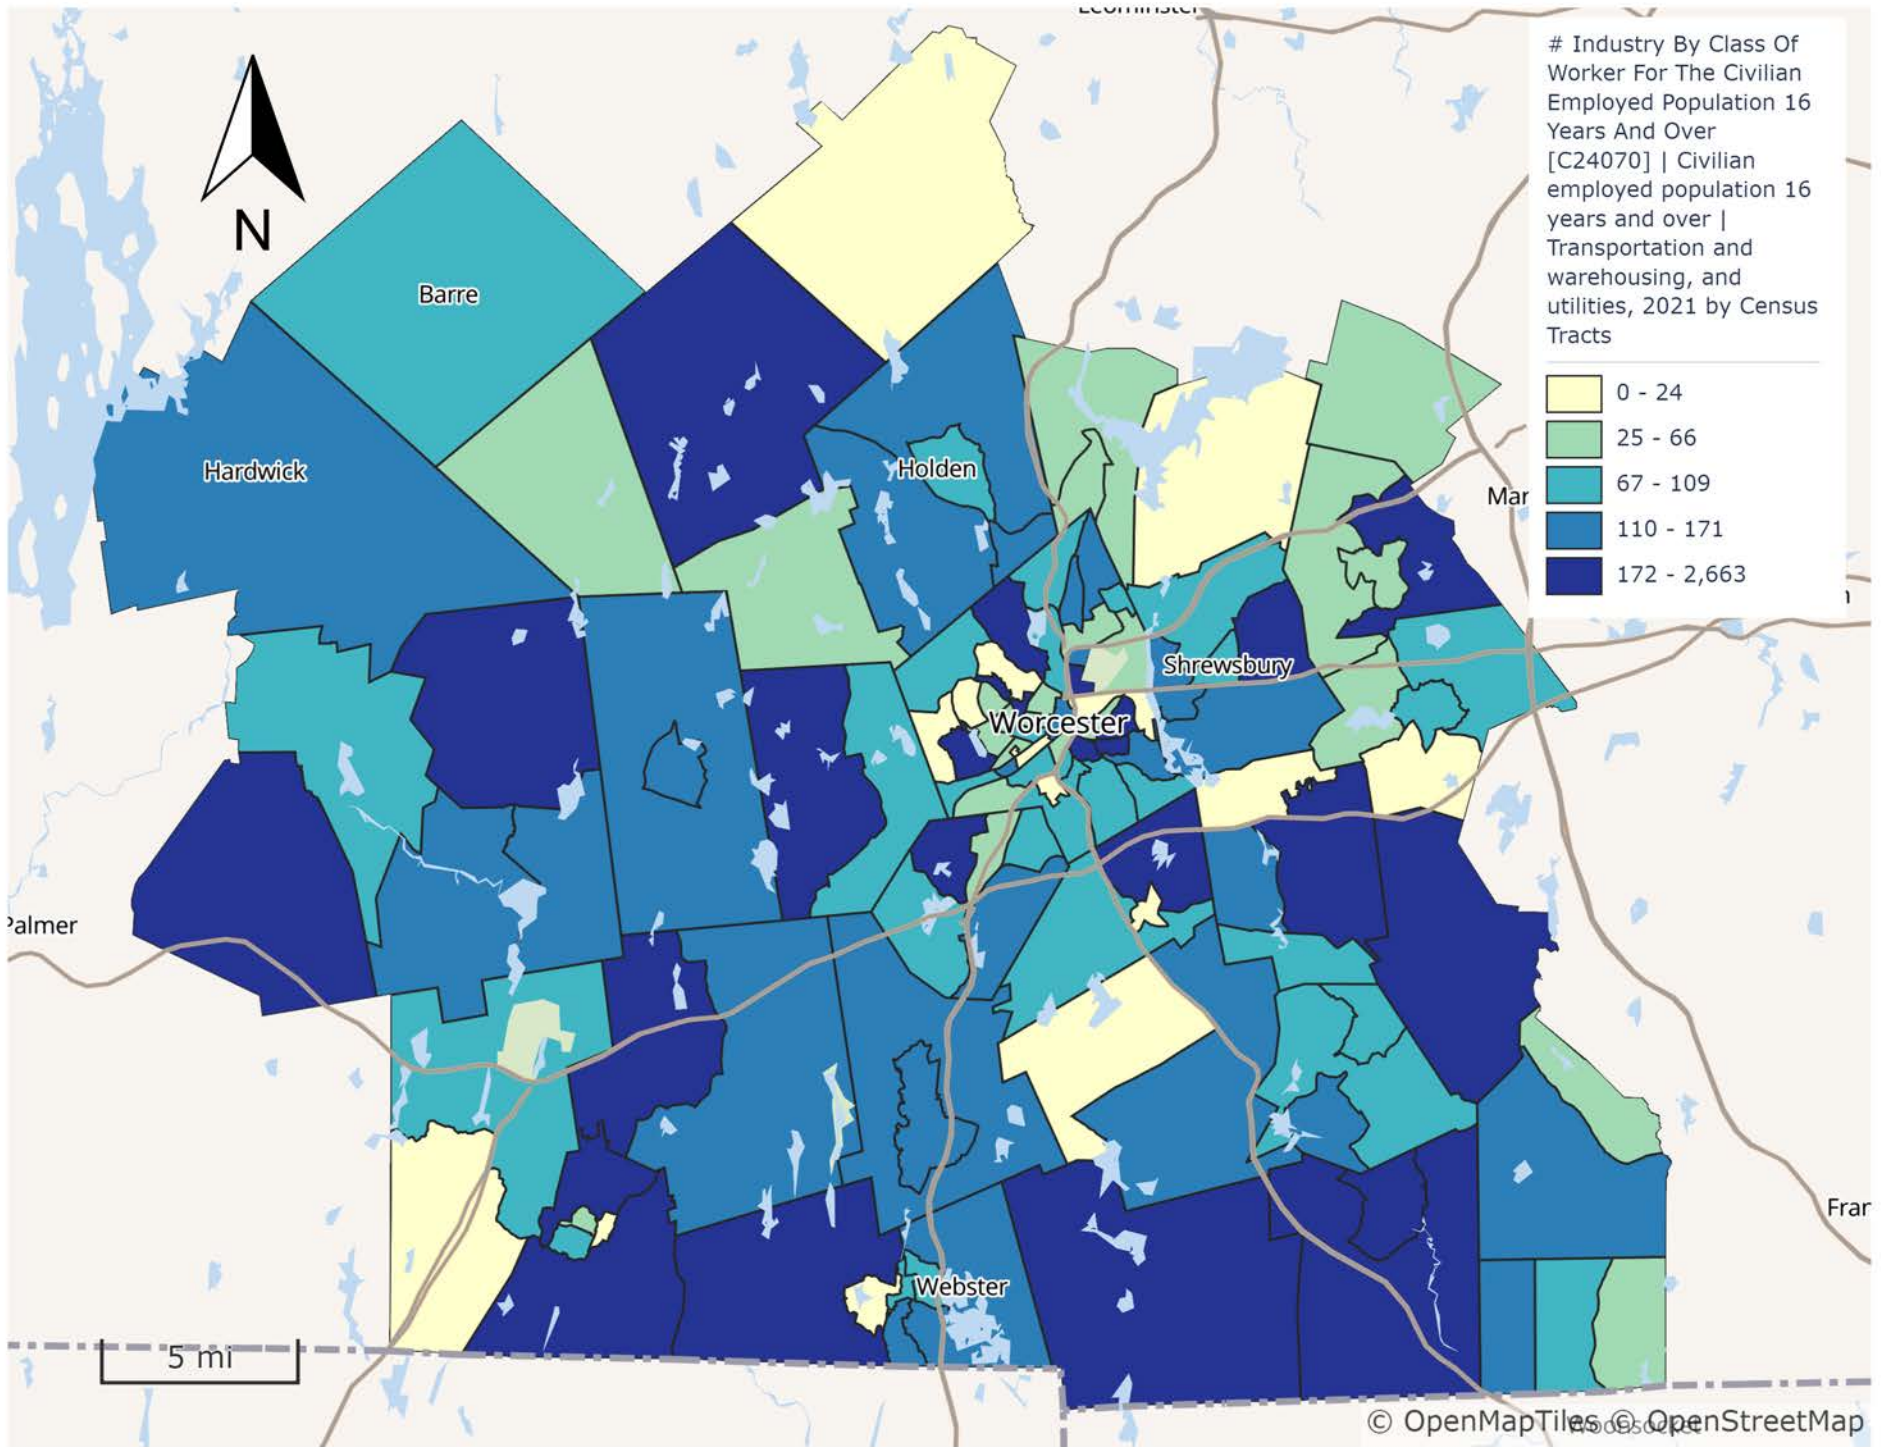 Leominster
# Industry By Class Of
Worker For The Civilian
Employed Population 16
Years And Over
[C24070] | Civilian
employed population 16
years and over |
Transportation and
warehousing, and
utilities, 2021 by Census
Tracts
0 - 24
25 - 66
67 - 109
110 - 171
172 - 2,663
N
Barre
Hardwick
Holden
Mar
Shrewsbury
Worcester
Palmer
Fran
Webster
5 mi
Woonsocket
© OpenMapTiles © OpenStreetMap